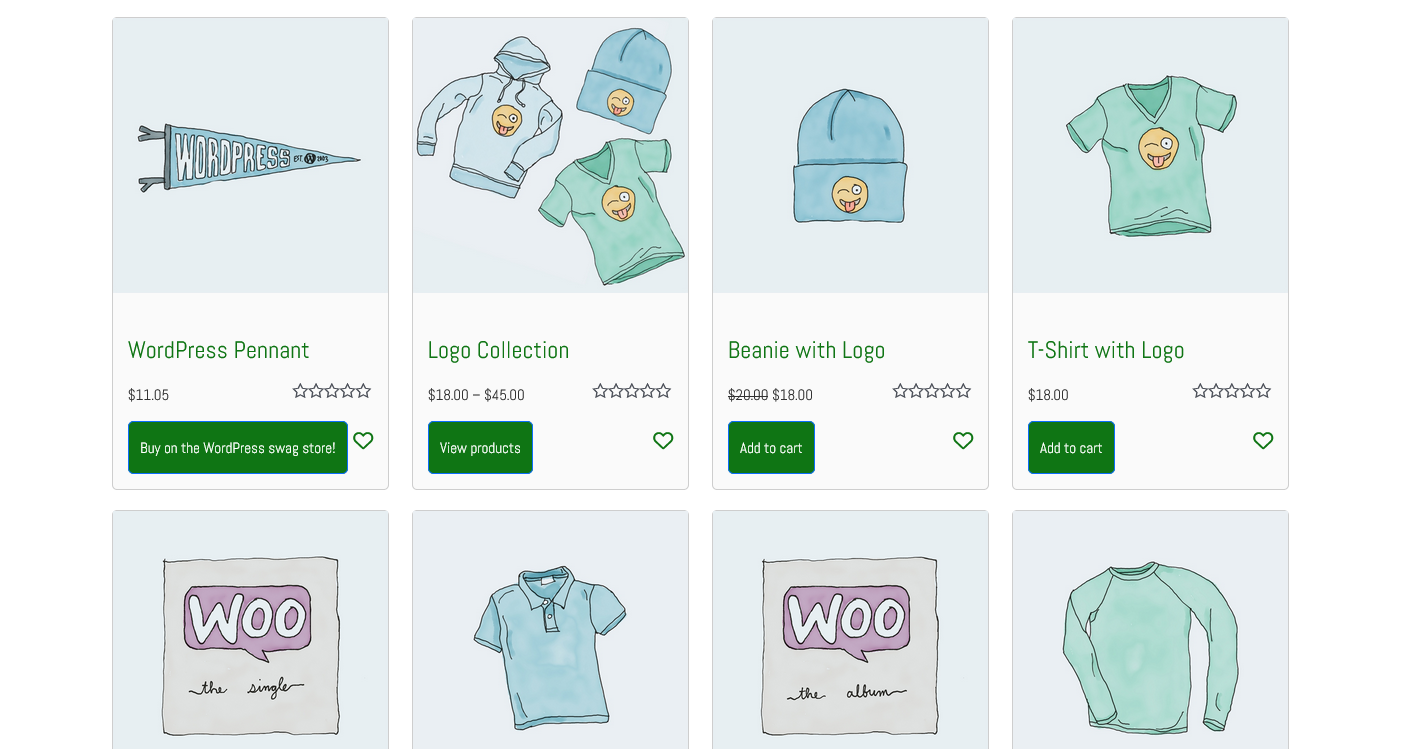 WORDPRESS EST. W 2003
WordPress Pennant
$11.05
Buy on the WordPress swag store!
Logo Collection
$18.00 – $45.00
View products
Beanie with Logo
$20.00 $18.00
Add to cart
T-Shirt with Logo
$18.00
Add to cart
WOO
the single
WOO
the album